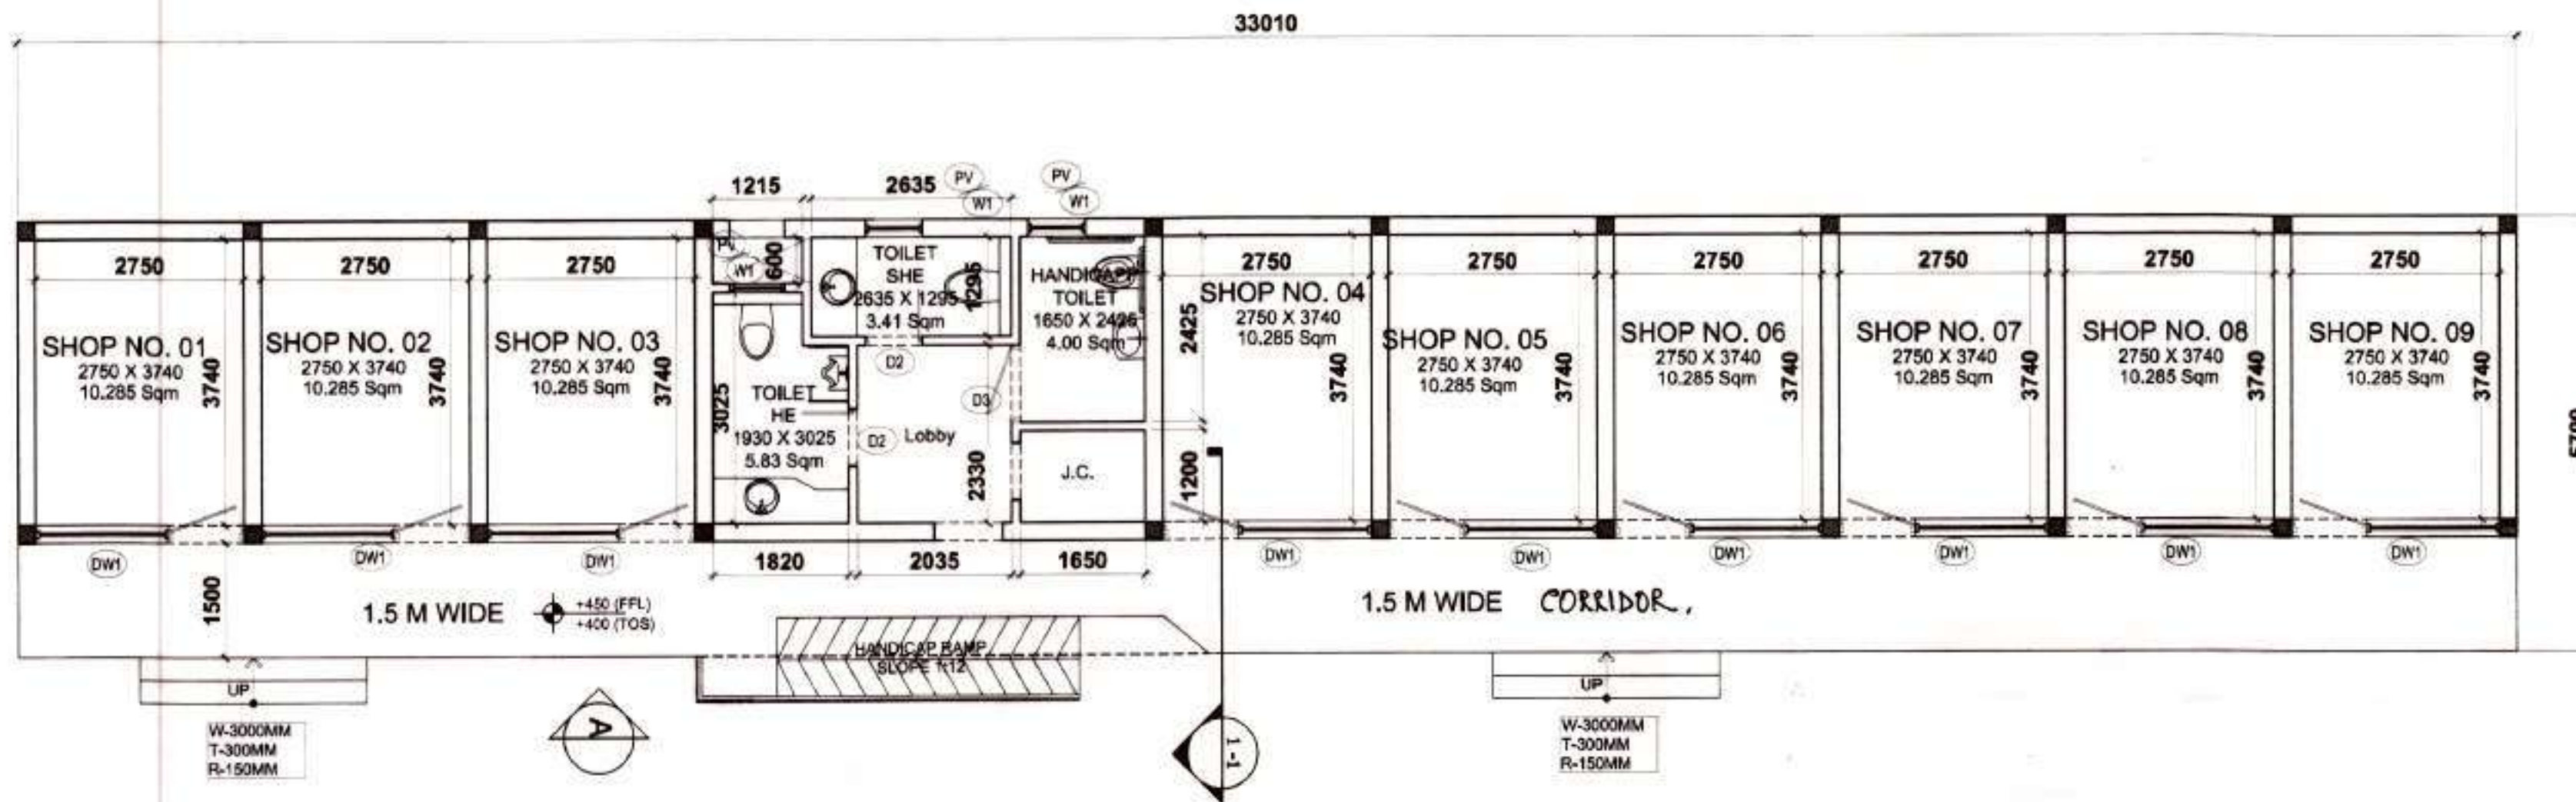 33010
1215
2635
PV
W1
PV
W1
2750
2750
2750
PV
W1
600
TOILET
SHE
2635 X 1295
3.41 Sqm
1295
HANDICAPP
TOILET
1650 X 2425
4.00 Sqm
2425
2750
2750
2750
2750
2750
2750
SHOP NO. 01
2750 X 3740
10.285 Sqm
3740
SHOP NO. 02
2750 X 3740
10.285 Sqm
3740
SHOP NO. 03
2750 X 3740
10.285 Sqm
3740
3025
TOILET
HE
1930 X 3025
5.83 Sqm
D2
D2
D3
Lobby
2330
J.C.
1200
SHOP NO. 04
2750 X 3740
10.285 Sqm
3740
SHOP NO. 05
2750 X 3740
10.285 Sqm
3740
SHOP NO. 06
2750 X 3740
10.285 Sqm
3740
SHOP NO. 07
2750 X 3740
10.285 Sqm
3740
SHOP NO. 08
2750 X 3740
10.285 Sqm
3740
SHOP NO. 09
2750 X 3740
10.285 Sqm
3740
5700
DW1
DW1
DW1
1820
2035
1650
DW1
DW1
DW1
DW1
DW1
DW1
1500
1.5 M WIDE
+450 (FFL)
+400 (TOS)
1.5 M WIDE CORRIDOR,
HANDICAP RAMP
SLOPE 1:12
UP
UP
W-3000MM
T-300MM
R-150MM
A
1-1
W-3000MM
T-300MM
R-150MM